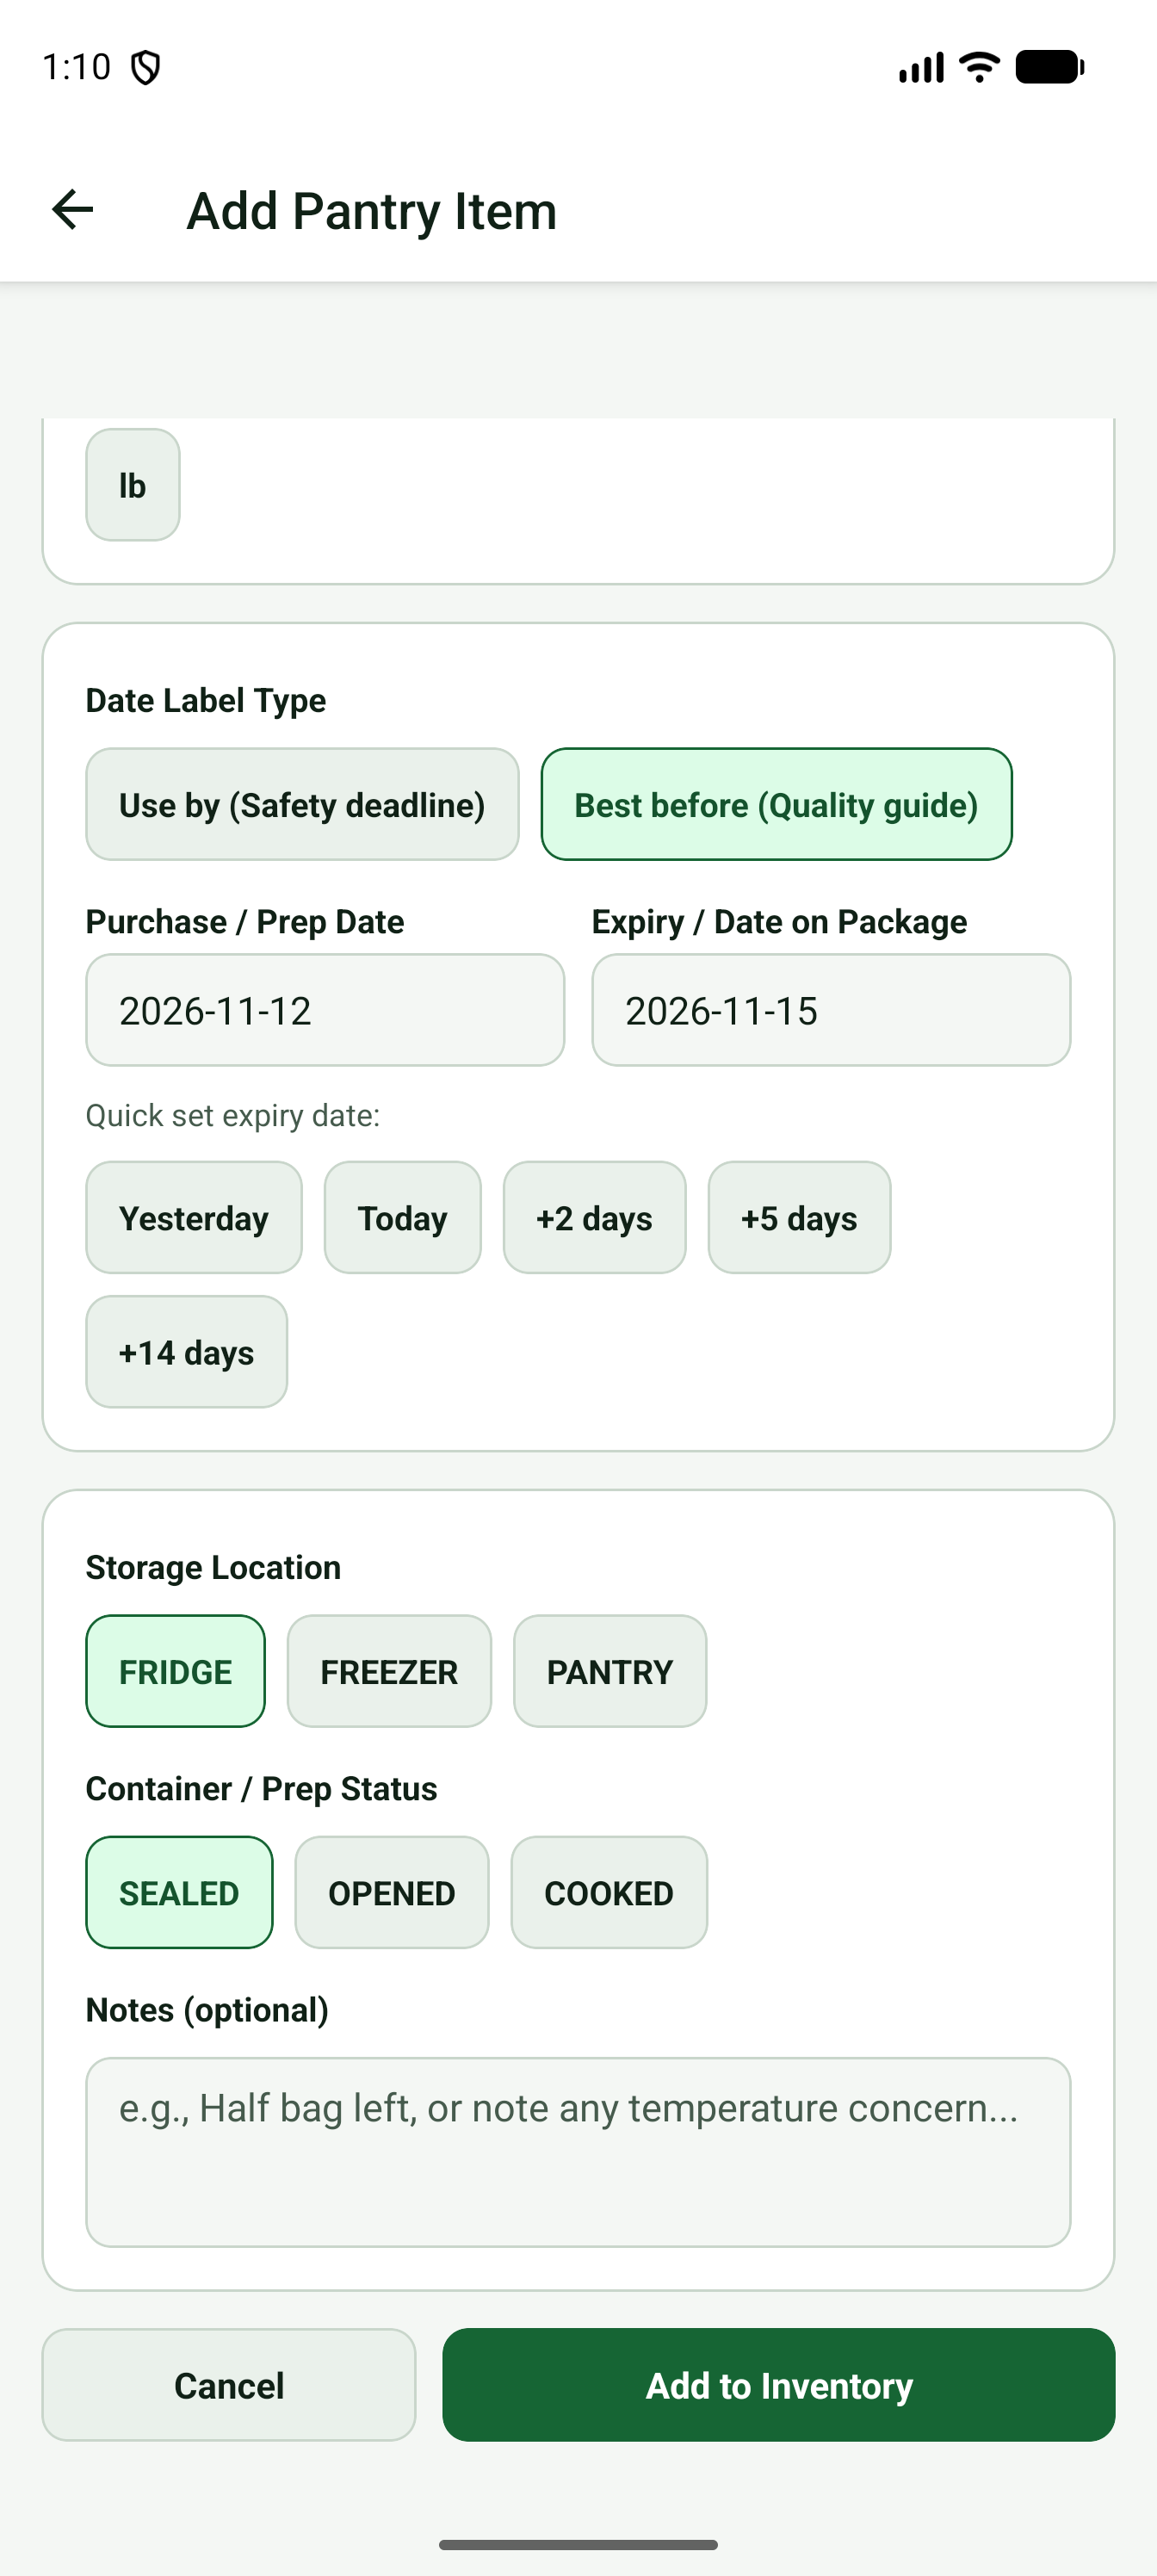 1:10
Add Pantry Item
lb
Date Label Type
Use by (Safety deadline)
Best before (Quality guide)
Purchase / Prep Date
Expiry / Date on Package
2026-11-12
2026-11-15
Quick set expiry date:
Yesterday
Today
+2 days
+5 days
+14 days
Storage Location
FRIDGE
FREEZER
PANTRY
Container / Prep Status
SEALED
OPENED
COOKED
Notes (optional)
e.g., Half bag left, or note any temperature concern...
Cancel
Add to Inventory